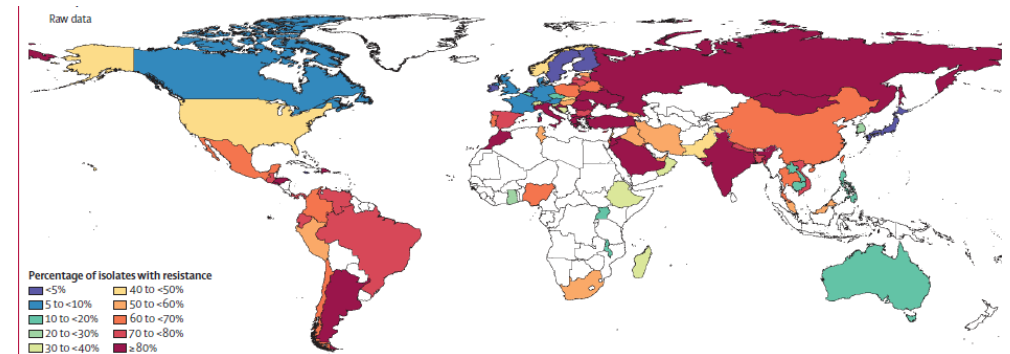 Raw data
Percentage of isolates with resistance
<5%
5 to <10%
10 to <20%
20 to <30%
30 to <40%
40 to <50%
50 to <60%
60 to <70%
70 to <80%
≥80%